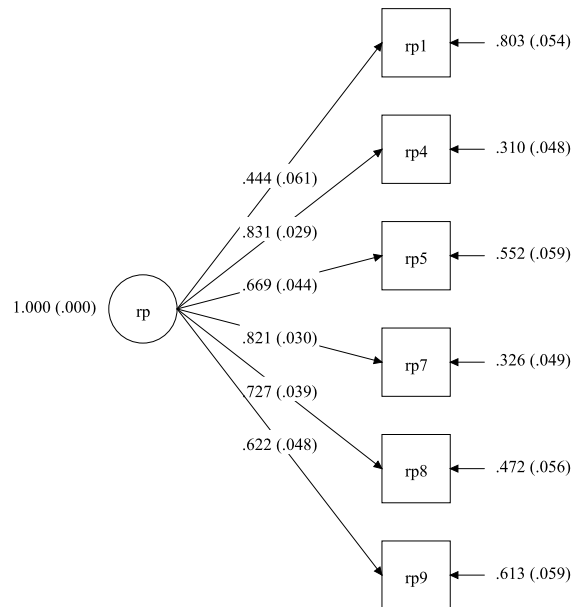 rp1
.803 (.054)
rp4
.310 (.048)
.444 (.061)
.831 (.029)
rp5
.552 (.059)
.669 (.044)
1.000 (.000)
rp
.821 (.030)
rp7
.326 (.049)
.727 (.039)
.622 (.048)
rp8
.472 (.056)
rp9
.613 (.059)